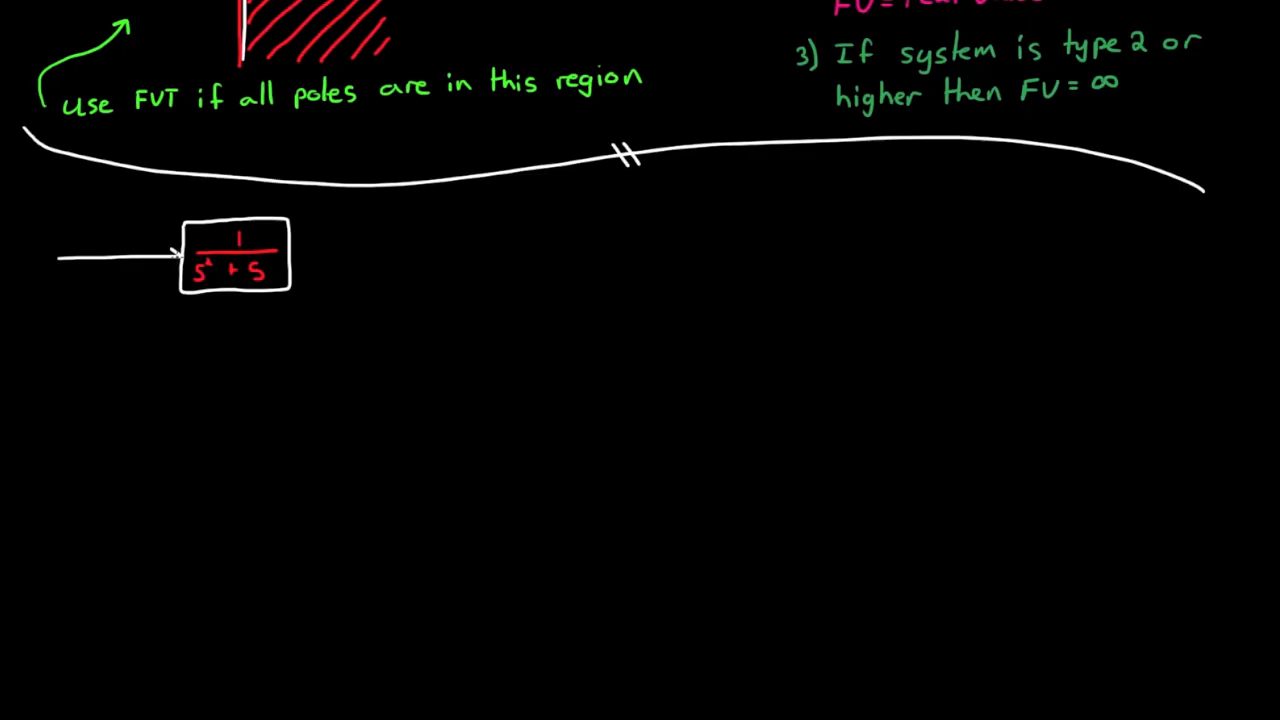 FV =
3) If system is type 2 or
higher then FV = ∞
use FVT if all poles are in this region
1
s² + s